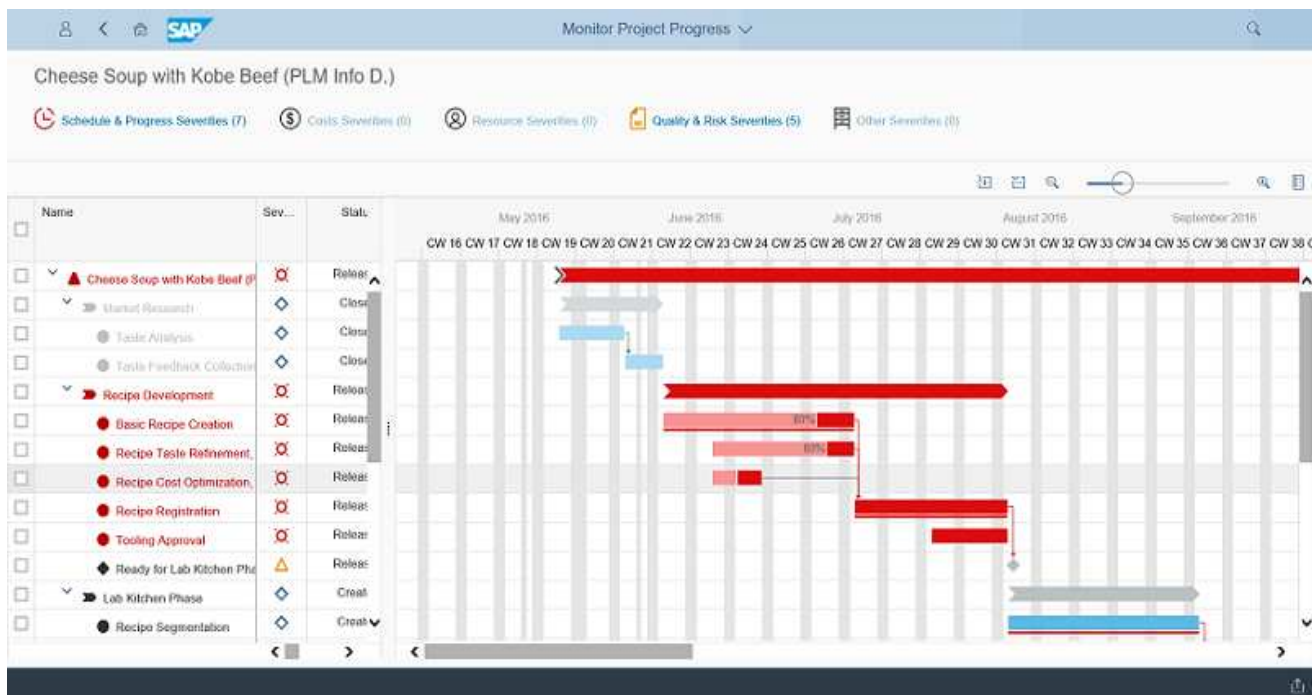 SAP
Monitor Project Progress
Cheese Soup with Kobe Beef (PLM Info D.)
Schedule & Progress Severities (7)
Costs Severities (0)
Resource Severities (0)
Quality & Risk Severities (5)
Other Severities (0)
Name Sev... Statu
May 2016 June 2016 July 2016 August 2016 September 2016
CW 16 CW 17 CW 18 CW 19 CW 20 CW 21 CW 22 CW 23 CW 24 CW 25 CW 26 CW 27 CW 28 CW 29 CW 30 CW 31 CW 32 CW 33 CW 34 CW 35 CW 36 CW 37 CW 38 C
Cheese Soup with Kobe Beef (P Releas
Market Research Close
Taste Analysis Close
Taste Feedback Collection Close
Recipe Development Releas
Basic Recipe Creation Releas
Recipe Taste Refinement, Releas
Recipe Cost Optimization, Releas
Recipe Registration Releas
Tooling Approval Releas
Ready for Lab Kitchen Pha Releas
Lab Kitchen Phase Creat
Recipe Segmentation Creat